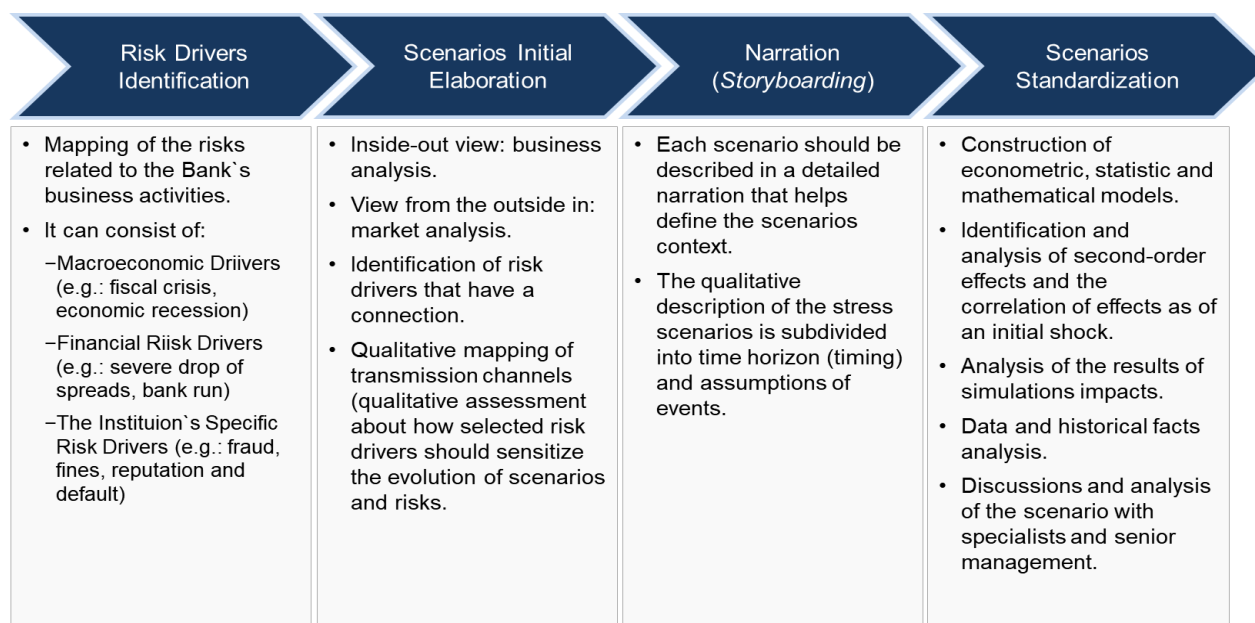 Risk Drivers
Identification
Scenarios Initial
Elaboration
Narration
(Storyboarding)
Scenarios
Standardization
• Mapping of the risks
related to the Bank`s
business activities.
• It can consist of:
−Macroeconomic Driivers
(e.g.: fiscal crisis,
economic recession)
−Financial Riisk Drivers
(e.g.: severe drop of
spreads, bank run)
−The Instituion`s Specific
Risk Drivers (e.g.: fraud,
fines, reputation and
default)
• Inside-out view: business
analysis.
• View from the outside in:
market analysis.
• Identification of risk
drivers that have a
connection.
• Qualitative mapping of
transmission channels
(qualitative assessment
about how selected risk
drivers should sensitize
the evolution of scenarios
and risks.
• Each scenario should be
described in a detailed
narration that helps
define the scenarios
context.
• The qualitative
description of the stress
scenarios is subdivided
into time horizon (timing)
and assumptions of
events.
• Construction of
econometric, statistic and
mathematical models.
• Identification and
analysis of second-order
effects and the
correlation of effects as of
an initial shock.
• Analysis of the results of
simulations impacts.
• Data and historical facts
analysis.
• Discussions and analysis
of the scenario with
specialists and senior
management.